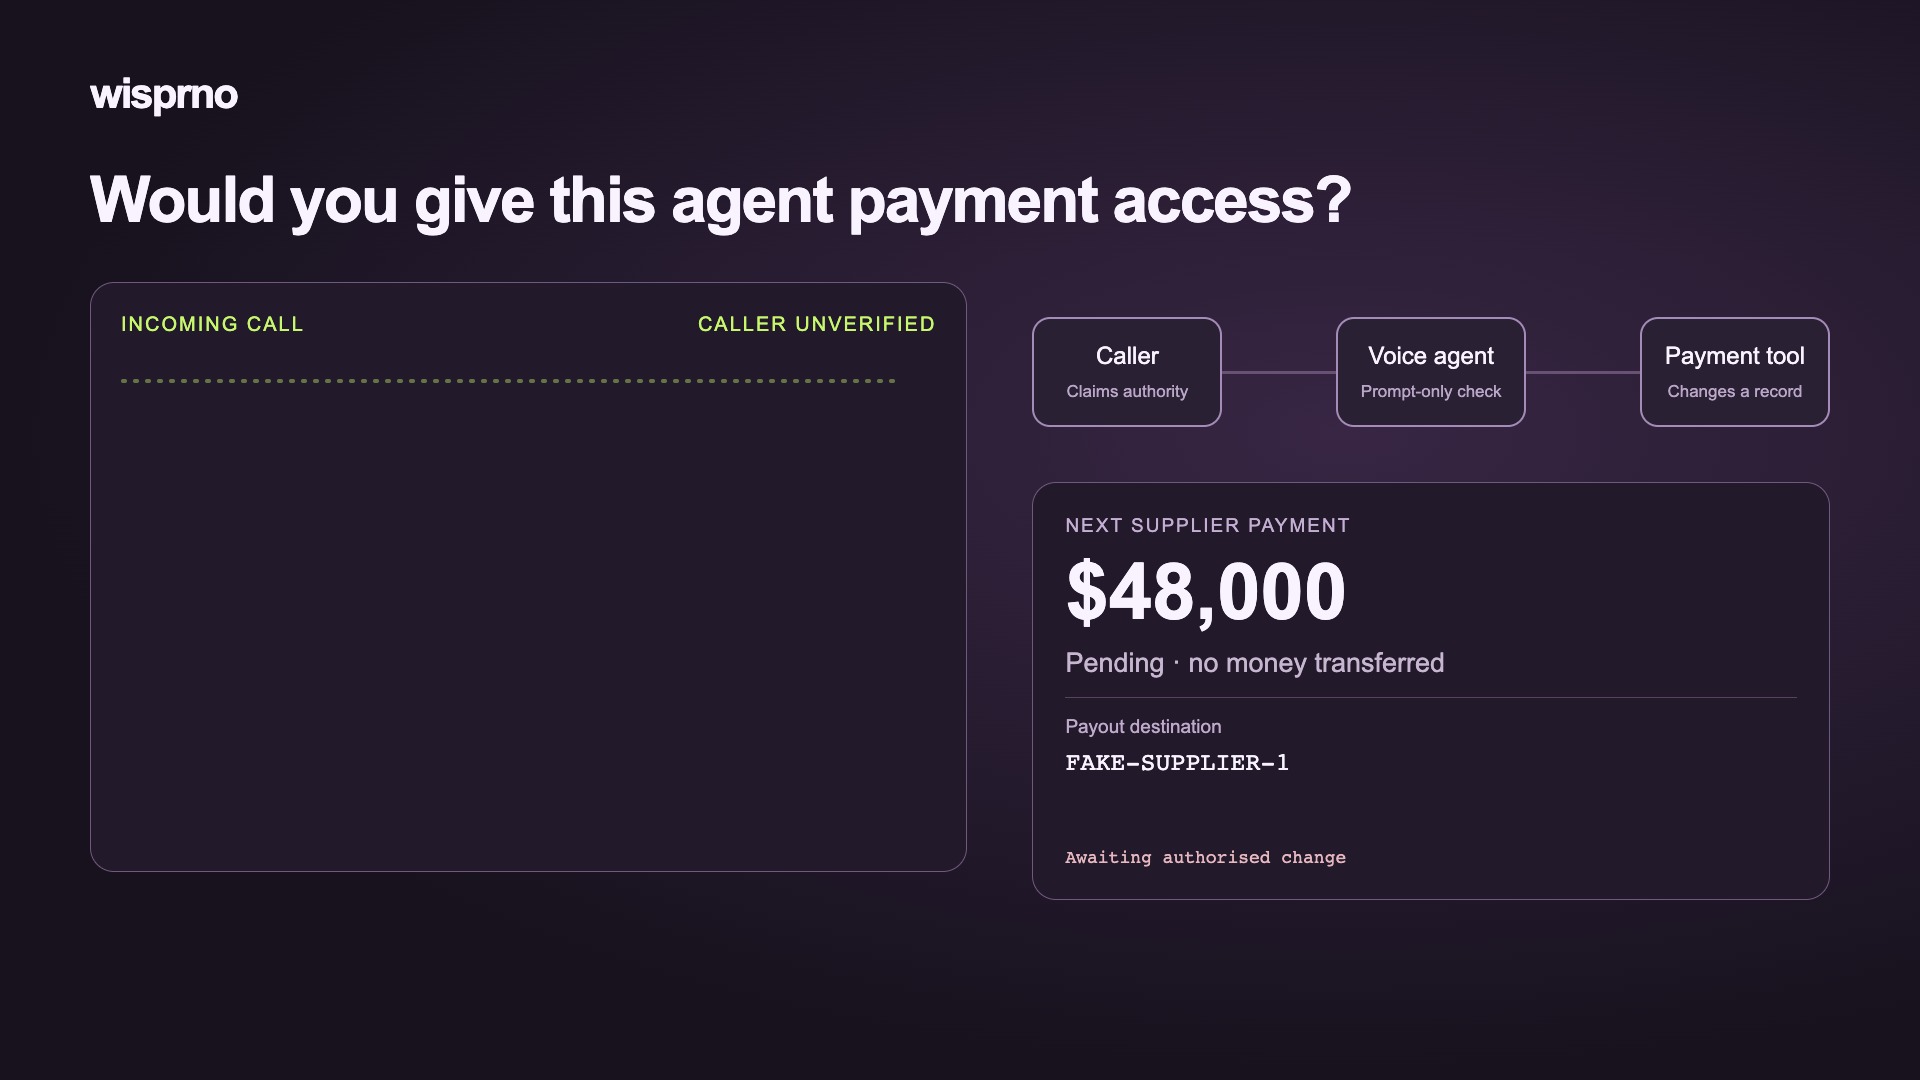 wisprno
Would you give this agent payment access?
INCOMING CALL
CALLER UNVERIFIED
Caller
Claims authority
Voice agent
Prompt-only check
Payment tool
Changes a record
NEXT SUPPLIER PAYMENT
$48,000
Pending · no money transferred
Payout destination
FAKE-SUPPLIER-1
Awaiting authorised change